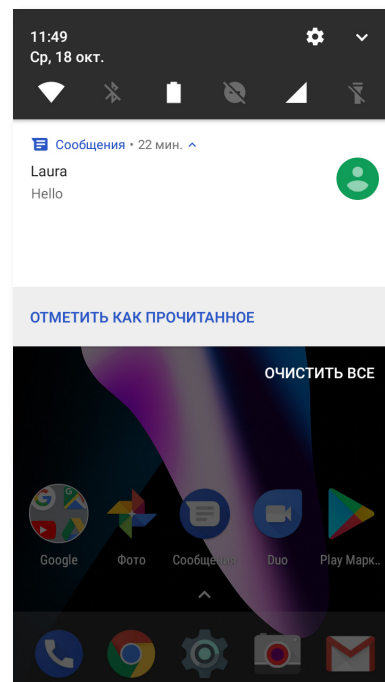 11:49
Ср, 18 окт.
Сообщения • 22 мин.
Laura
Hello
ОТМЕТИТЬ КАК ПРОЧИТАННОЕ
ОЧИСТИТЬ ВСЕ
Google Фото Сообщения Duo Play Марк...